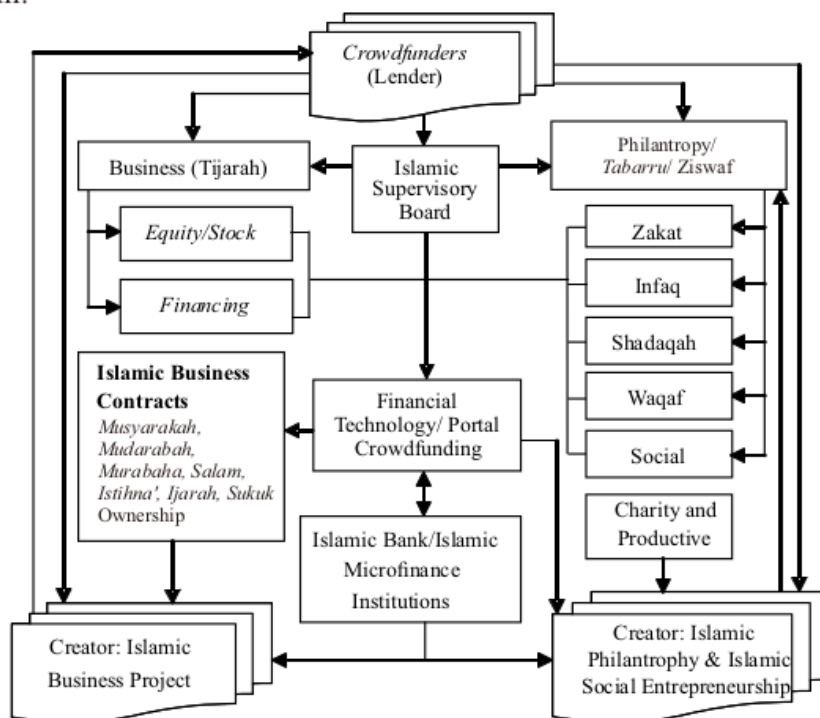 Crowdfunders
(Lender)
Business (Tijarah)
Islamic
Supervisory
Board
Philantropy/
Tabarru/ Ziswaf
Equity/Stock
Financing
Zakat
Infaq
Shadaqah
Waqaf
Social
Islamic Business
Contracts
Musyarakah,
Mudarabah,
Murabaha, Salam,
Istihna', Ijarah, Sukuk
Ownership
Financial
Technology/ Portal
Crowdfunding
Islamic Bank/Islamic
Microfinance
Institutions
Charity and
Productive
Creator: Islamic
Business Project
Creator: Islamic
Philantrophy & Islamic
Social Entrepreneurship